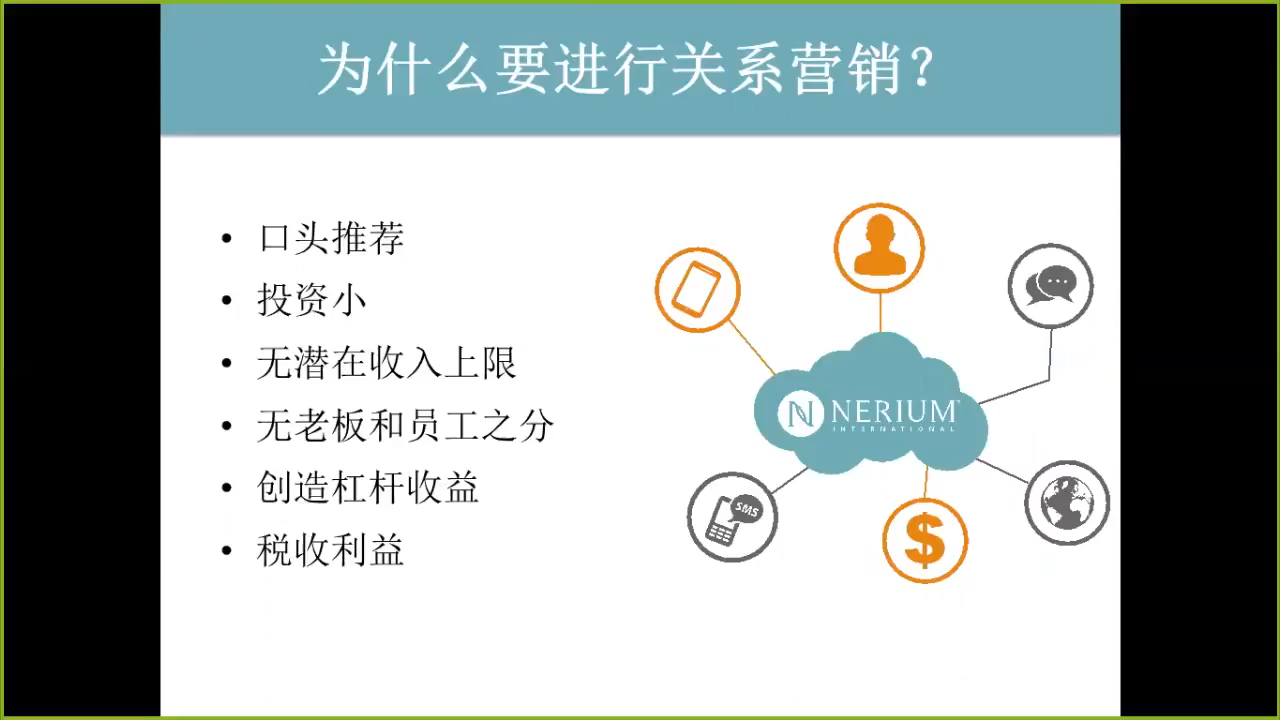 为什么要进行关系营销?
• 口头推荐
• 投资小
• 无潜在收入上限
• 无老板和员工之分
• 创造杠杆收益
• 税收利益
NERIUM™
INTERNATIONAL
SMS
$